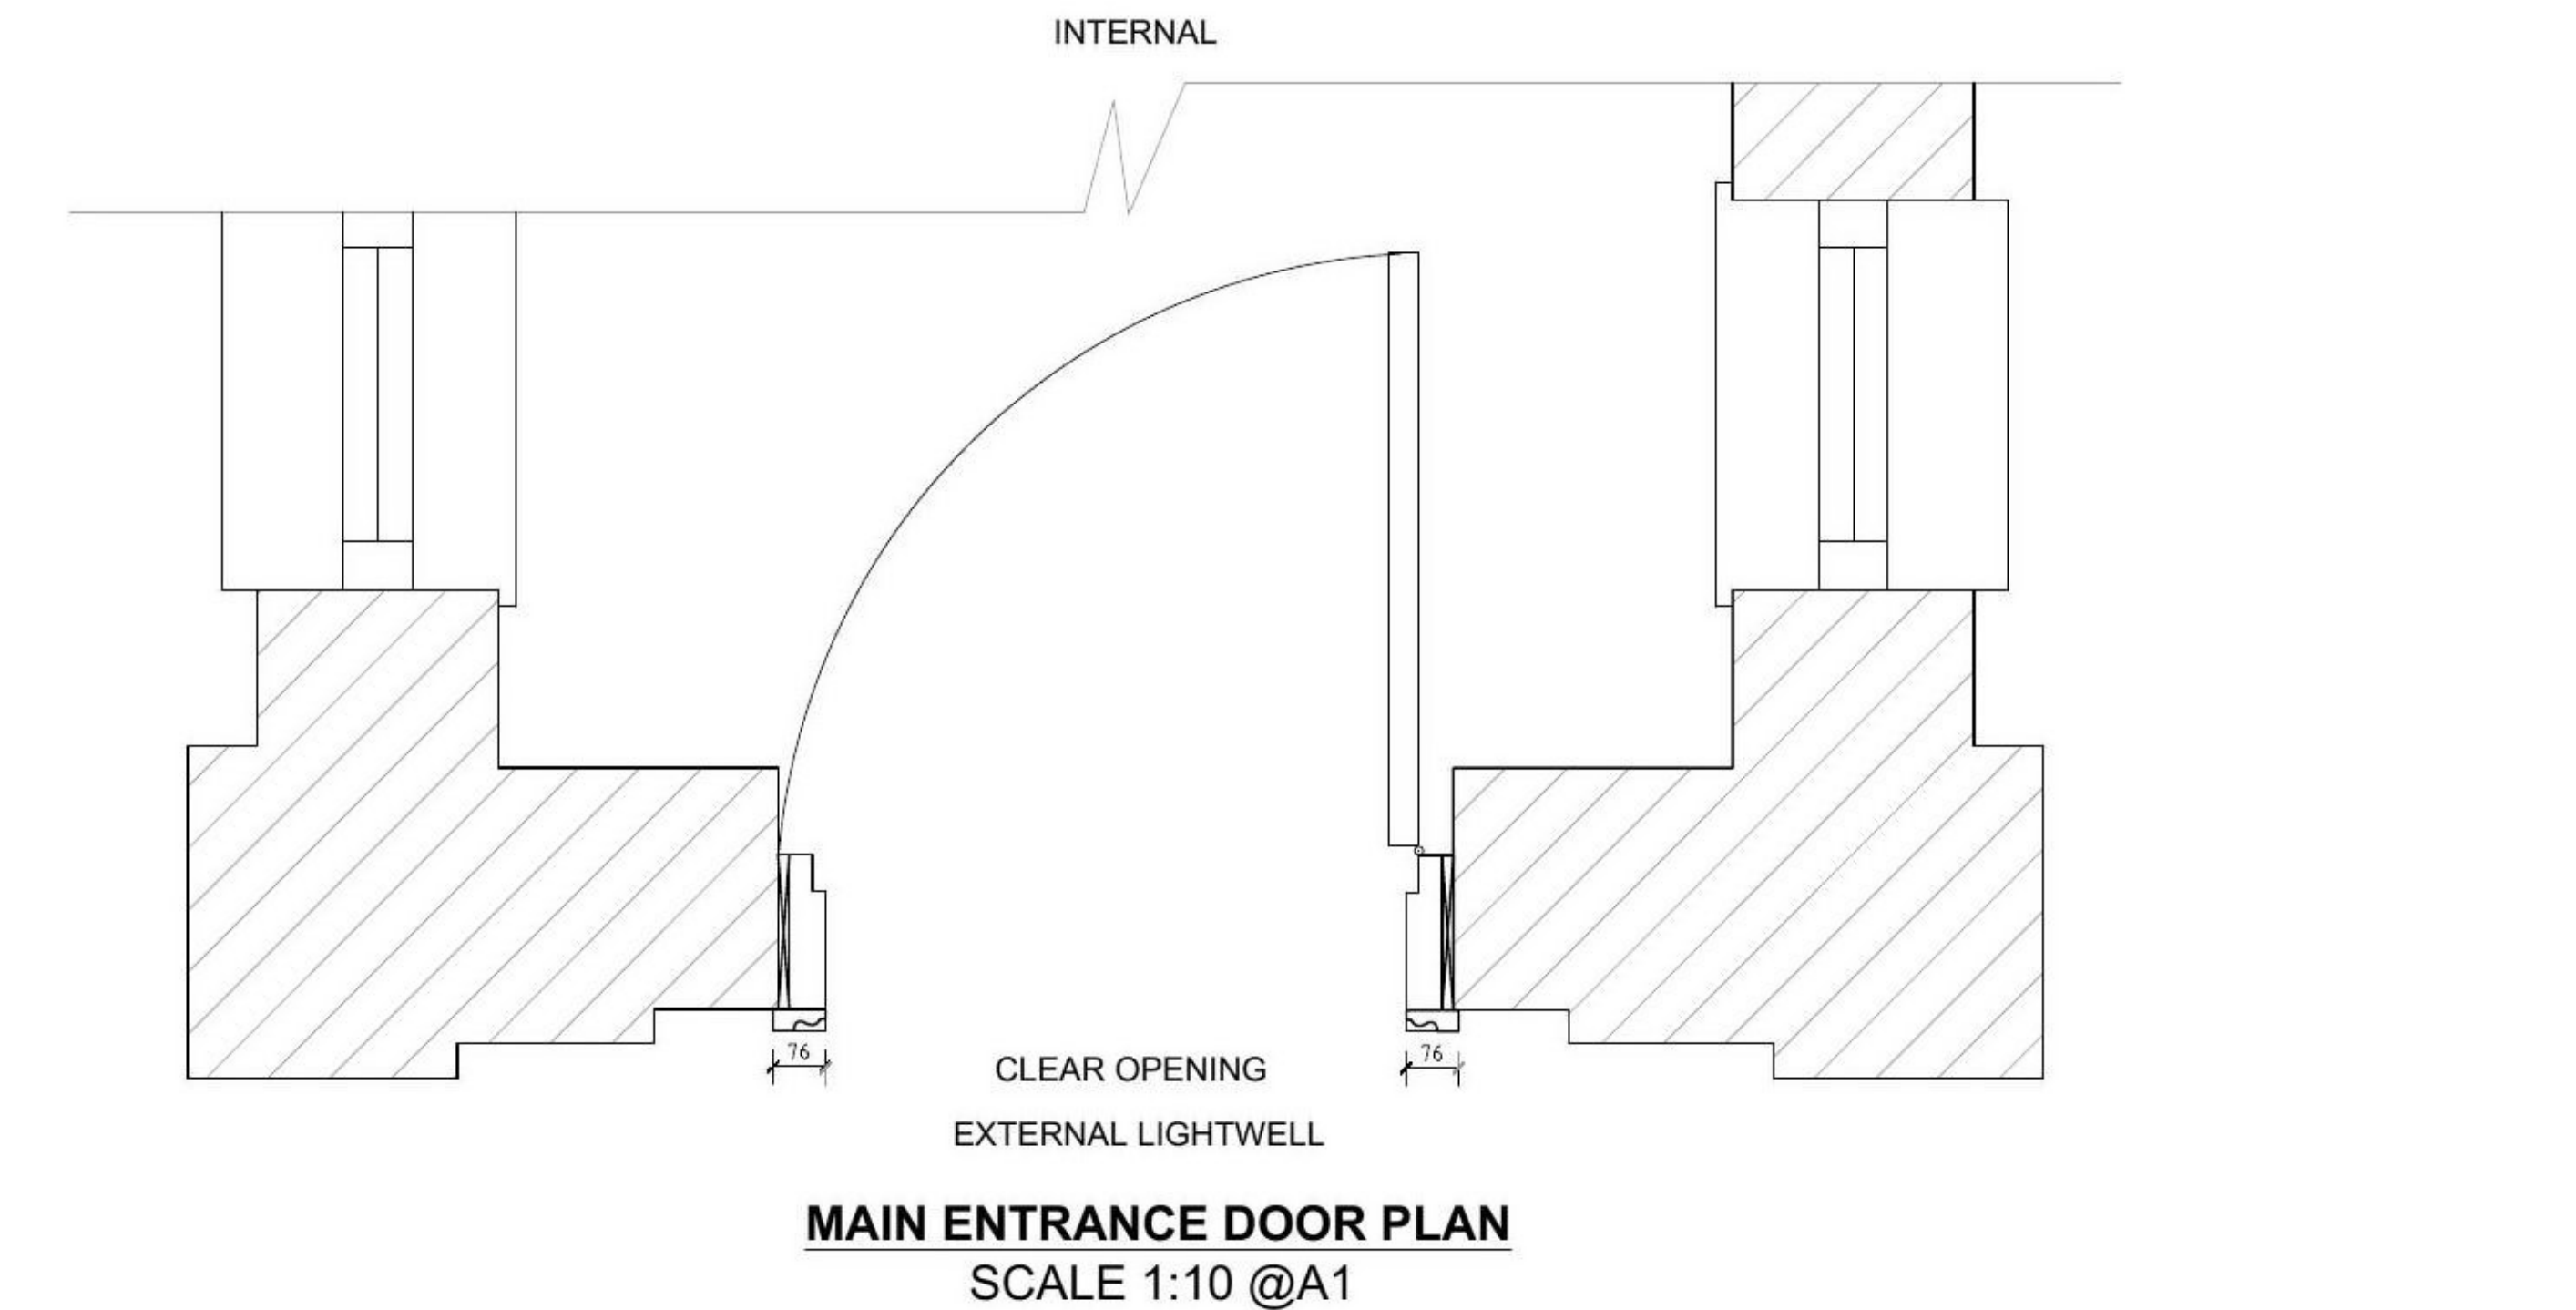 INTERNAL
76
76
CLEAR OPENING
EXTERNAL LIGHTWELL
MAIN ENTRANCE DOOR PLAN
SCALE 1:10 @A1